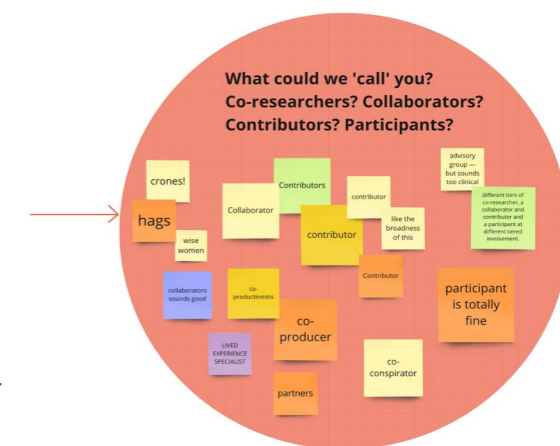 What could we 'call' you?
Co-researchers? Collaborators?
Contributors? Participants?
crones!
hags
wise
women
Collaborator
Contributors
contributor
contributor
like the
broadness
of this
Contributor
advisory
group —
but sounds
too clinical
different tiers of
co-researcher, a
collaborator and
contributor and
a participant at
different tiered
involvement.
collaborators
sounds good
co-
productionists
co-
producer
participant
is totally
fine
LIVED
EXPERIENCE
SPECIALIST
partners
co-
conspirator